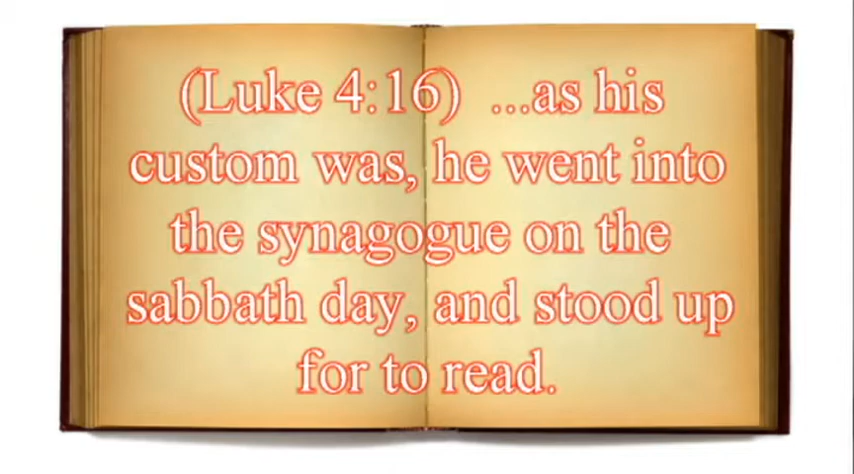 (Luke 4:16) ...as his
custom was, he went into
the synagogue on the
sabbath day, and stood up
for to read.